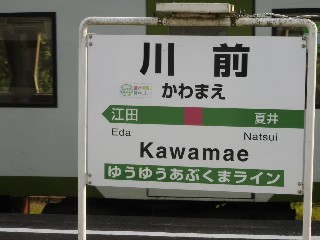 川前
かわまえ
江田 夏井
Eda Natsui
Kawamae
ゆうゆうあぶくまライン